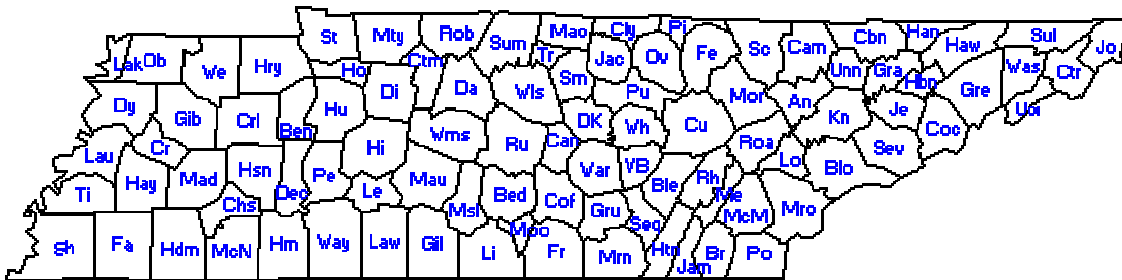 St Mty Rob Sum Mao Cly Pi
Tr Jac Ov Fe Sc Cam Cbn Han Haw Sul Jo
Lak Ob We Hry Ho Ctm
Sm Pu Unn Gra Hbn Was Ctr
Dy Gib Crl Ben Hu Di Da Wls Mor An Gre Uoi
DK Wh Cu Kn Je Coc
Cr Hi Wms Ru Can Roa Sev
Lau Hay Mad Hsn Pe War VB Lo Blo
Ti Chs Dec Le Mau Bed Cof Ble Rh Me
Msl Gru Seq McM Mro
Sh Fa Hdm McN Hrn Way Law Gil Li Moo Fr Mrn Htn Jam Br Po